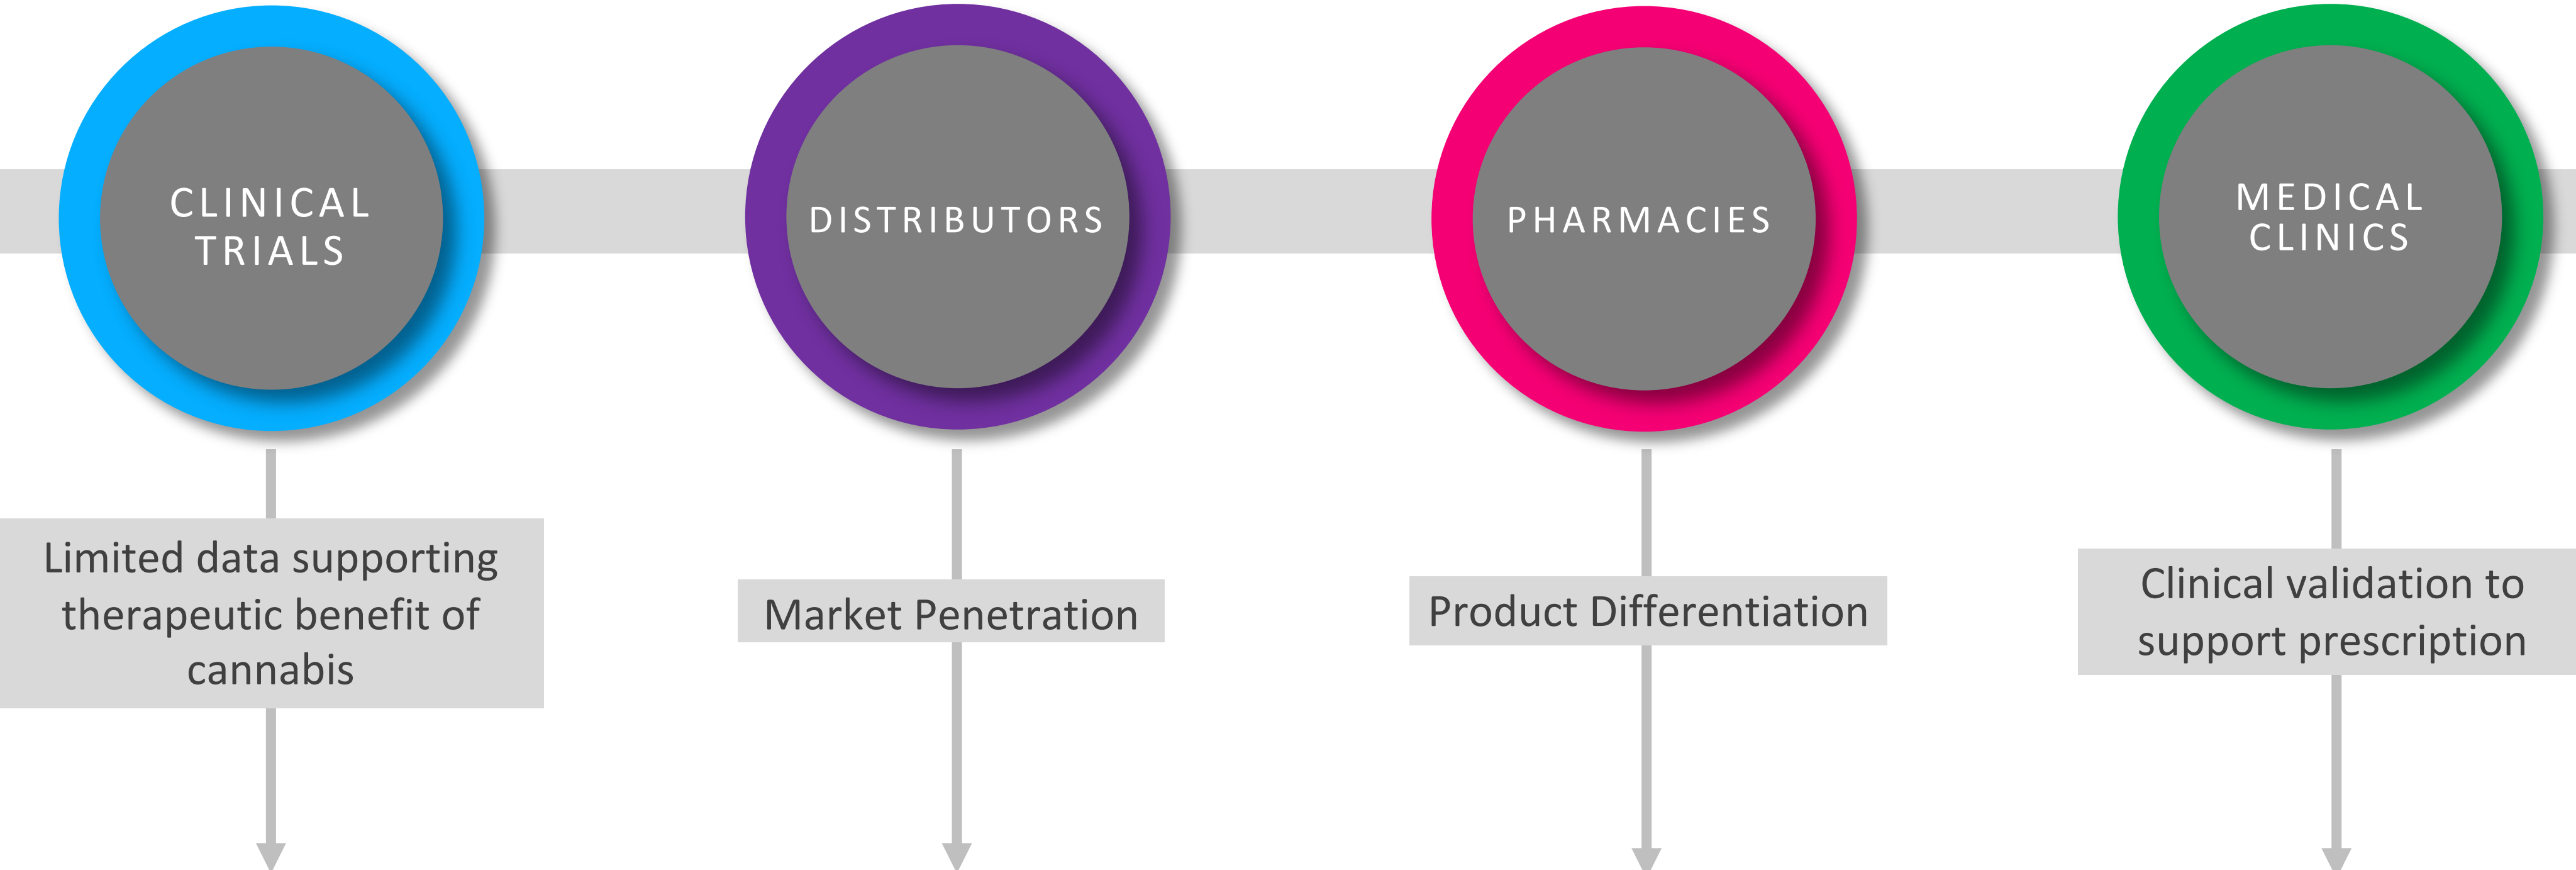 CLINICAL
TRIALS
DISTRIBUTORS
PHARMACIES
MEDICAL
CLINICS
Limited data supporting
therapeutic benefit of
cannabis
Market Penetration
Product Differentiation
Clinical validation to
support prescription